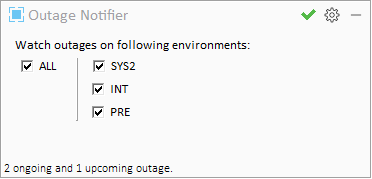 Outage Notifier
Watch outages on following environments:
ALL
SYS2
INT
PRE
2 ongoing and 1 upcoming outage.